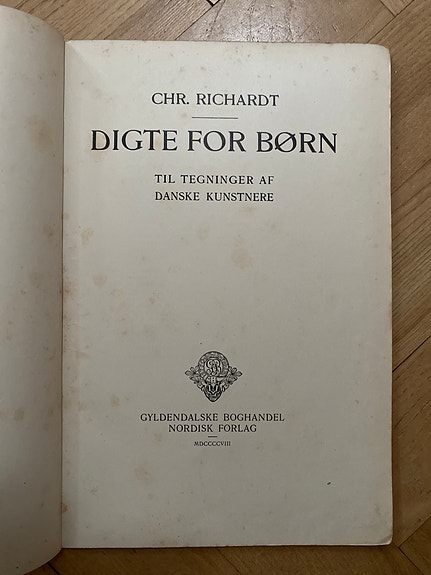 CHR. RICHARDT
DIGTE FOR BØRN
TIL TEGNINGER AF
DANSKE KUNSTNERE
GYLDENDALSKE BOGHANDEL
NORDISK FORLAG
MDCCCCVIII